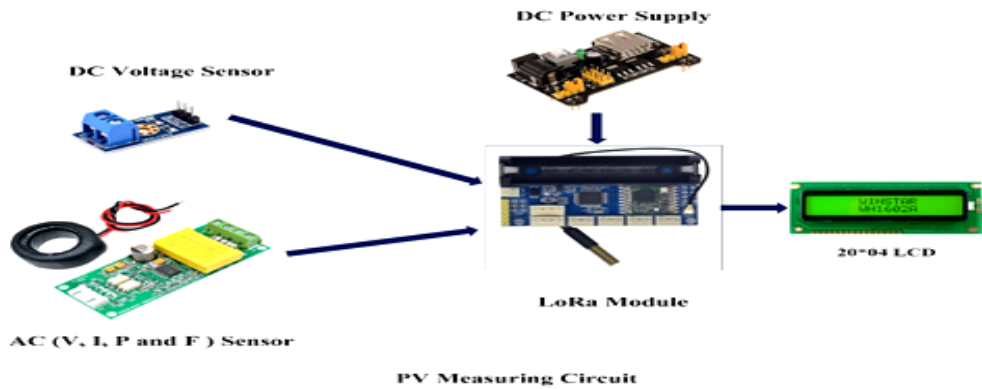 DC Power Supply
DC Voltage Sensor
WINSTAR
WH1602A
20*04 LCD
LoRa Module
AC (V, I, P and F ) Sensor
PV Measuring Circuit